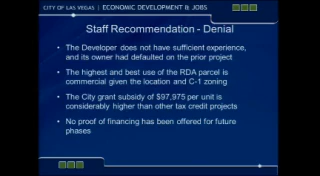 CITY OF LAS VEGAS | ECONOMIC DEVELOPMENT & JOBS
Staff Recommendation - Denial
• The Developer does not have sufficient experience,
and its owner had defaulted on the prior project
• The highest and best use of the RDA parcel is
commercial given the location and C-1 zoning
• The City grant subsidy of $97,975 per unit is
considerably higher than other tax credit projects
• No proof of financing has been offered for future
phases